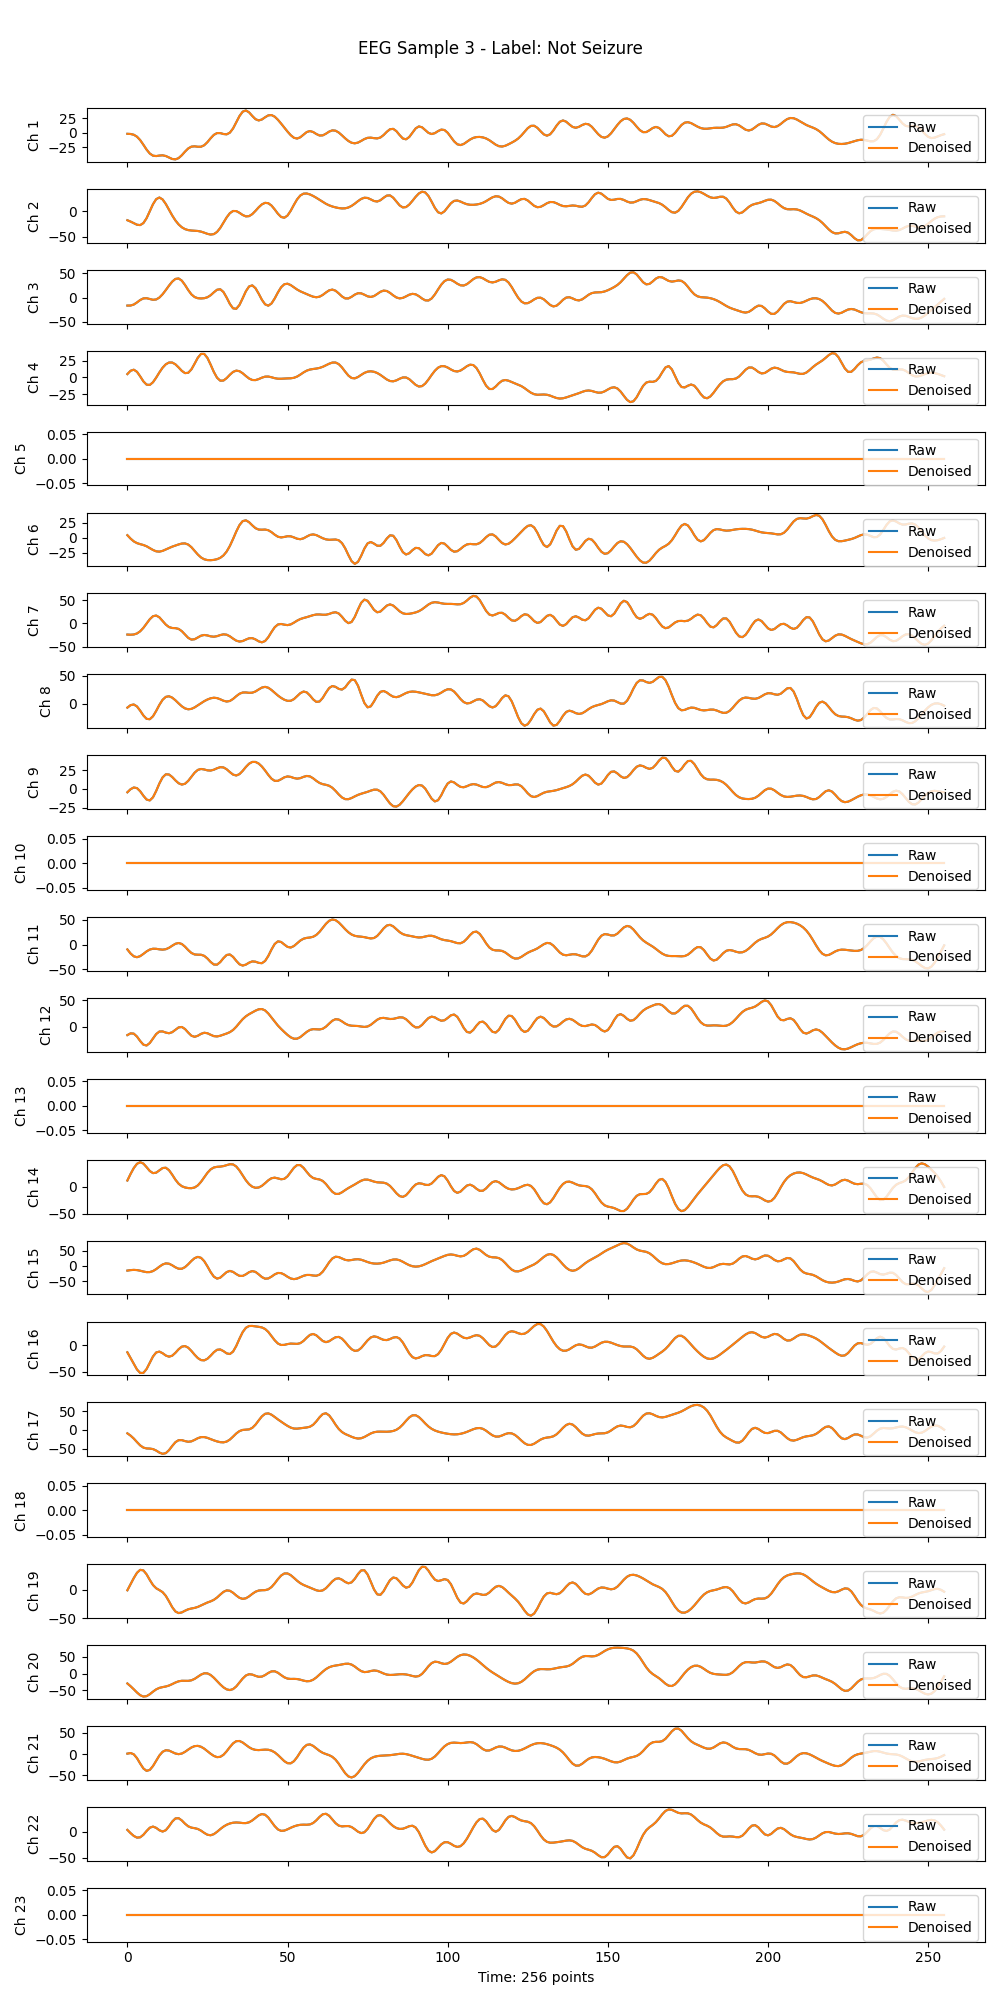 EEG Sample 3 - Label: Not Seizure
Ch 1
25
0
−25
Raw
Denoised
Ch 2
0
−50
Raw
Denoised
Ch 3
50
0
−50
Raw
Denoised
Ch 4
25
0
−25
Raw
Denoised
Ch 5
0.05
0.00
−0.05
Raw
Denoised
Ch 6
25
0
−25
Raw
Denoised
Ch 7
50
0
−50
Raw
Denoised
Ch 8
50
0
Raw
Denoised
Ch 9
25
0
−25
Raw
Denoised
Ch 10
0.05
0.00
−0.05
Raw
Denoised
Ch 11
50
0
−50
Raw
Denoised
Ch 12
50
0
Raw
Denoised
Ch 13
0.05
0.00
−0.05
Raw
Denoised
Ch 14
0
−50
Raw
Denoised
Ch 15
50
0
−50
Raw
Denoised
Ch 16
0
−50
Raw
Denoised
Ch 17
50
0
−50
Raw
Denoised
Ch 18
0.05
0.00
−0.05
Raw
Denoised
Ch 19
0
−50
Raw
Denoised
Ch 20
50
0
−50
Raw
Denoised
Ch 21
50
0
−50
Raw
Denoised
Ch 22
0
−50
Raw
Denoised
Ch 23
0.05
0.00
−0.05
Raw
Denoised
0 50 100 150 200 250
Time: 256 points